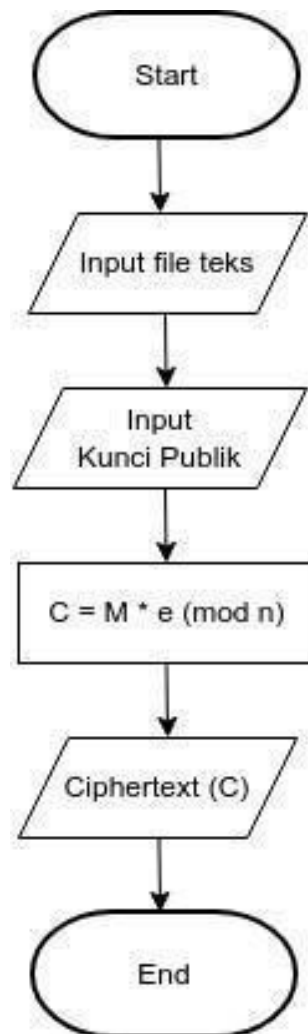 Start
Input file teks
Input
Kunci Publik
C = M * e (mod n)
Ciphertext (C)
End